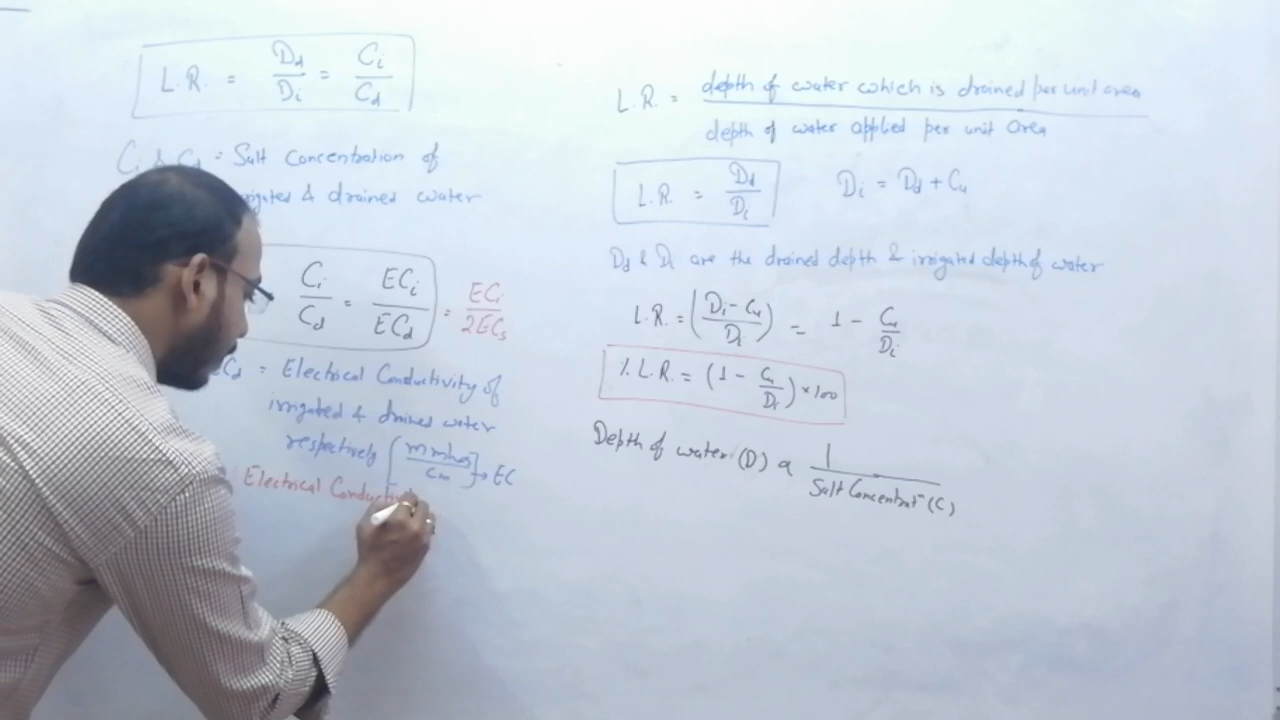 L.R. = Dd/Di = Ci/Cd
Ci & Cd = Salt Concentration of
irrigated & drained water
Ci/Cd = ECi/ECd = ECi/2ECs
ECd = Electrical Conductivity of
irrigated & drained water
respectively [m mhos/cm] → EC
Electrical Conductiv
L.R. = depth of water which is drained per unit area
depth of water applied per unit area
L.R. = Dd/Di Di = Dd + Cu
Dd & Di are the drained depth & irrigated depth of water
L.R. = (Di - Cu/Di) = 1 - Cu/Di
% L.R. = (1 - Cu/Di) × 100
Depth of water (D) α 1/Salt Concentratⁿ (C)